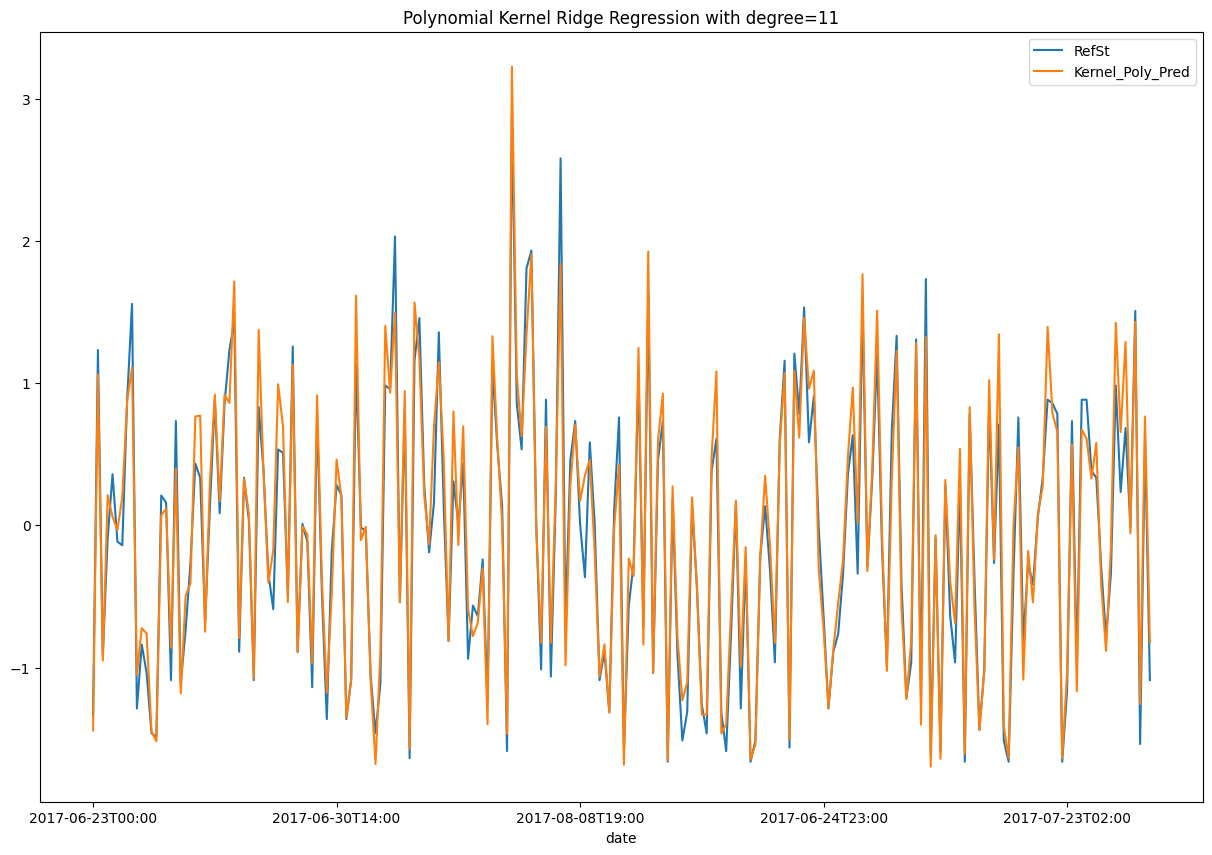 Polynomial Kernel Ridge Regression with degree=11
RefSt
Kernel_Poly_Pred
3
2
1
0
−1
2017-06-23T00:00
2017-06-30T14:00
2017-08-08T19:00
2017-06-24T23:00
2017-07-23T02:00
date